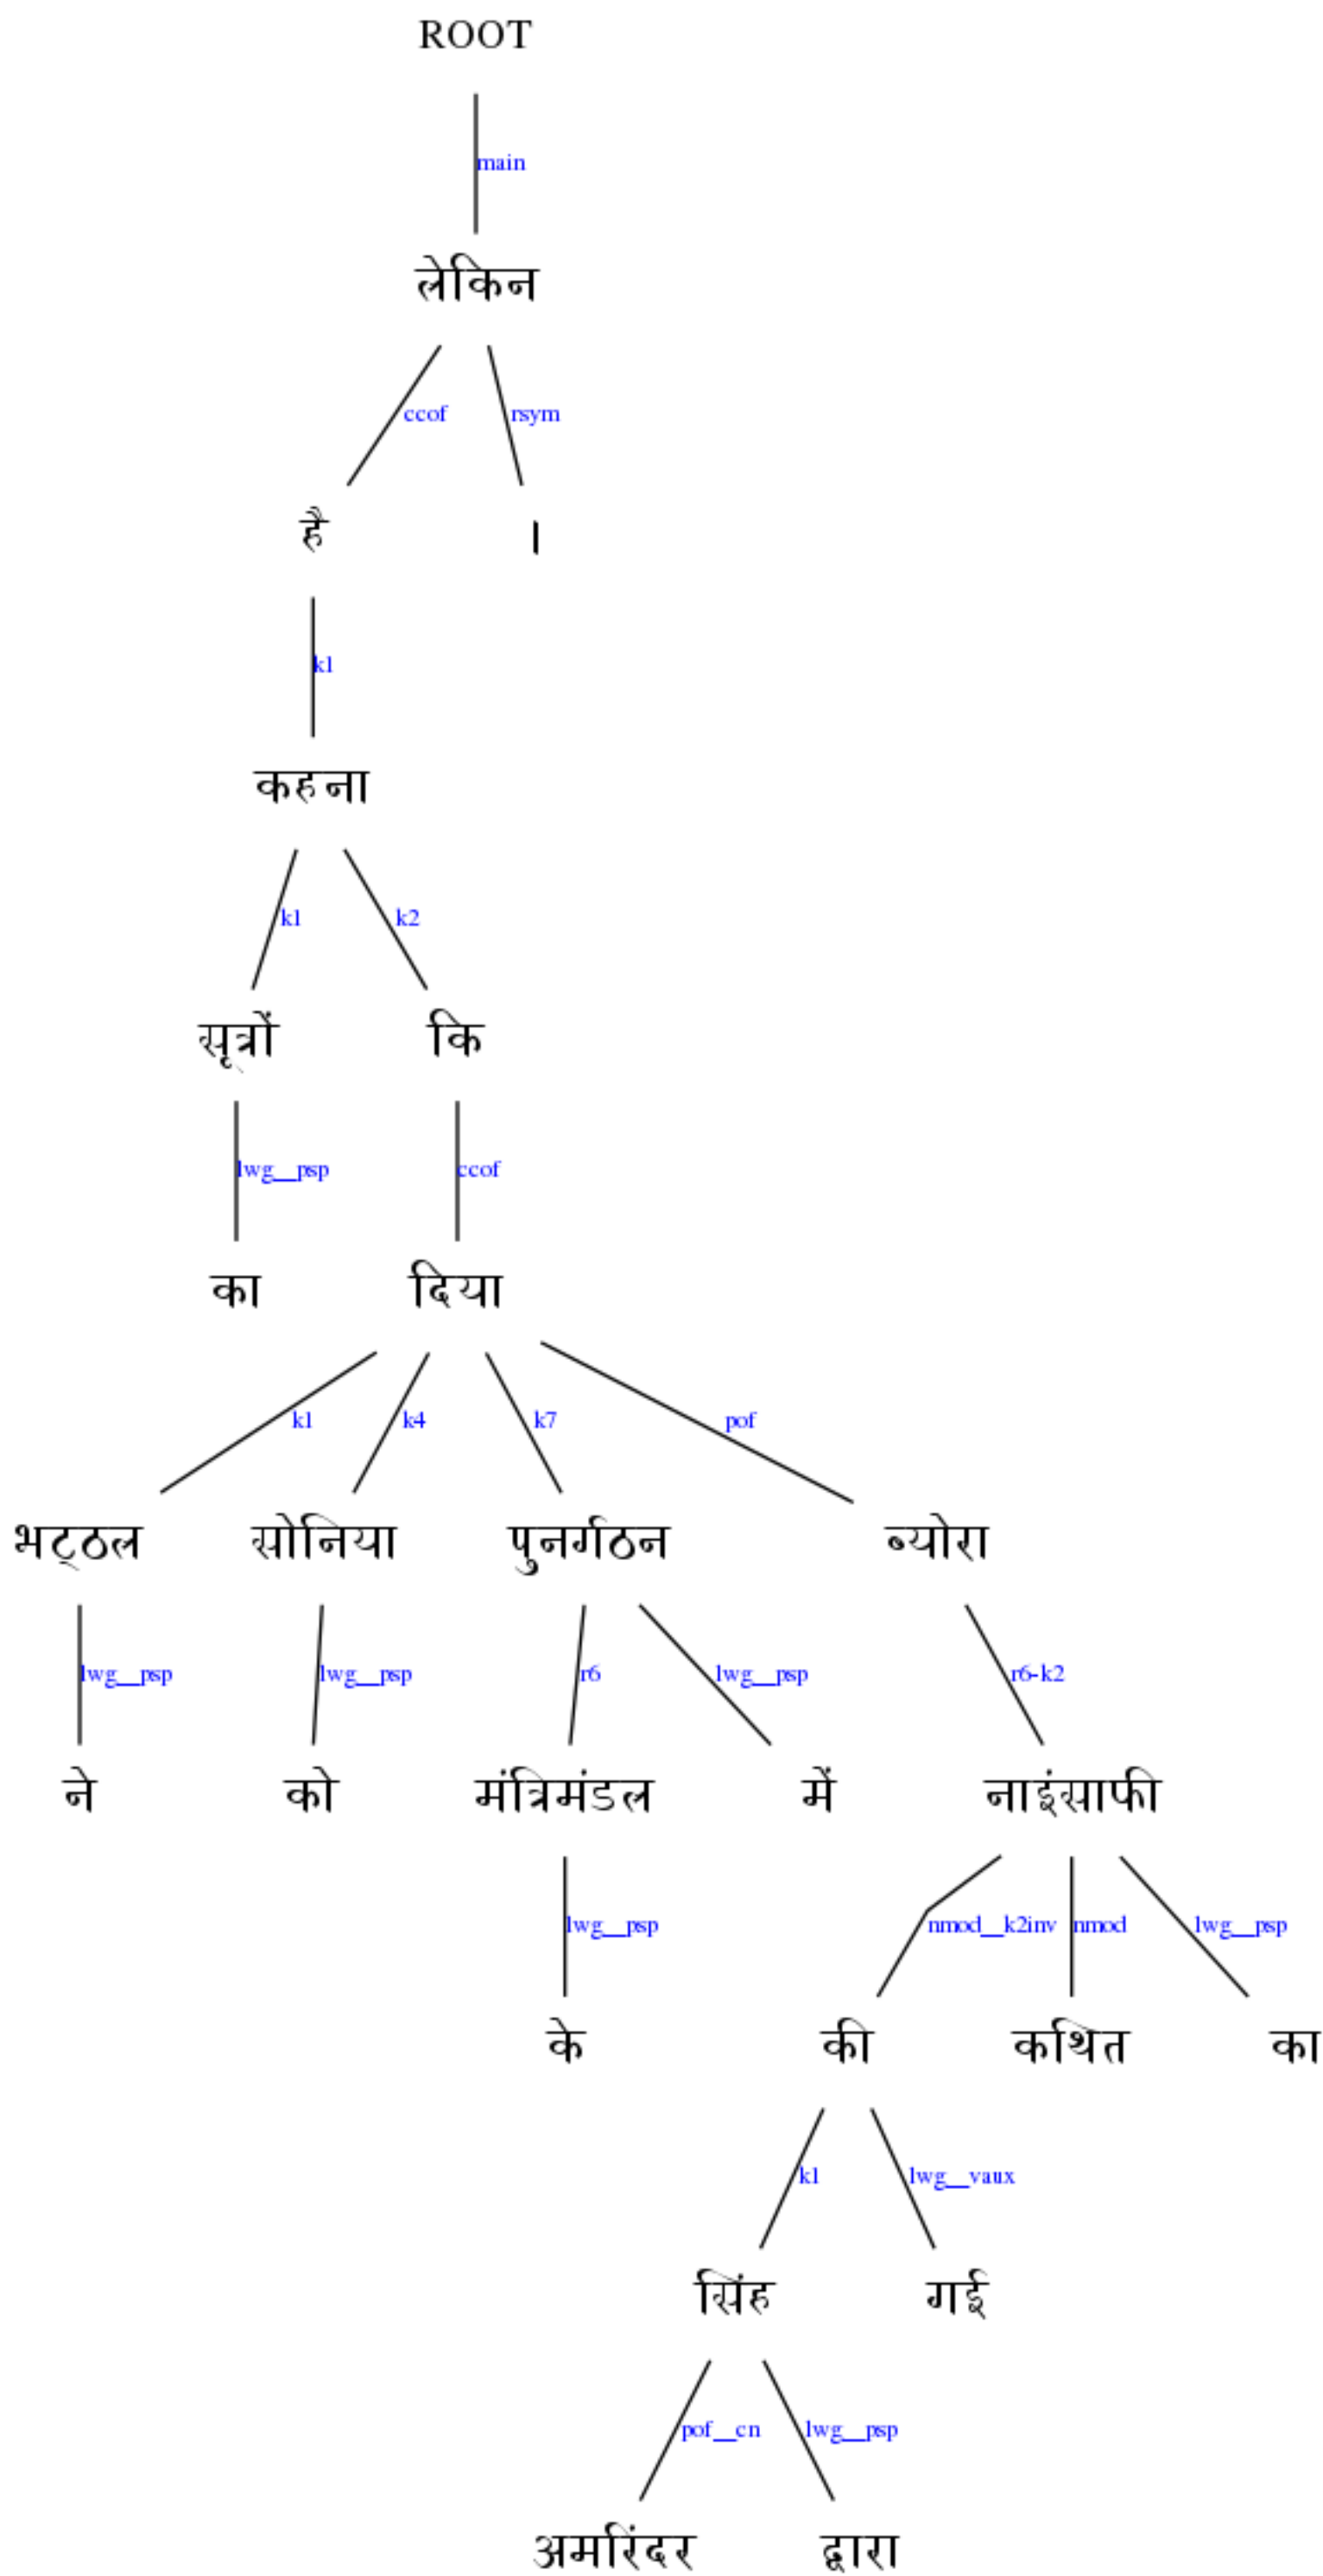 ROOT
main
लेकिन
ccof rsym
है ।
k1
कहना
k1 k2
सूत्रों कि
lwg__psp ccof
का दिया
k1 k4 k7 pof
भट्ठल सोनिया पुनर्गठन ब्योरा
lwg__psp lwg__psp r6 lwg__psp r6-k2
ने को मंत्रिमंडल में नाइंसाफी
lwg__psp nmod__k2inv nmod lwg__psp
के की कथित का
k1 lwg__vaux
सिंह गई
pof__cn lwg__psp
अमरिंदर द्वारा